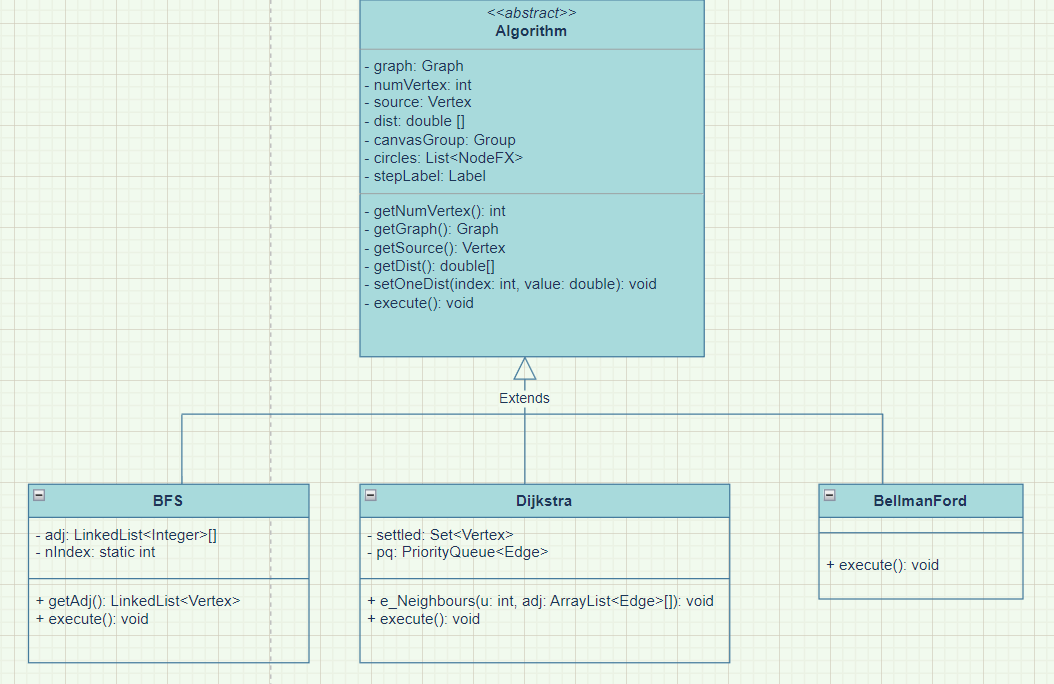 <<abstract>>
Algorithm
- graph: Graph
- numVertex: int
- source: Vertex
- dist: double []
- canvasGroup: Group
- circles: List<NodeFX>
- stepLabel: Label
- getNumVertex(): int
- getGraph(): Graph
- getSource(): Vertex
- getDist(): double[]
- setOneDist(index: int, value: double): void
- execute(): void
Extends
BFS
- adj: LinkedList<Integer>[]
- nIndex: static int
+ getAdj(): LinkedList<Vertex>
+ execute(): void
Dijkstra
- settled: Set<Vertex>
- pq: PriorityQueue<Edge>
+ e_Neighbours(u: int, adj: ArrayList<Edge>[]): void
+ execute(): void
BellmanFord
+ execute(): void